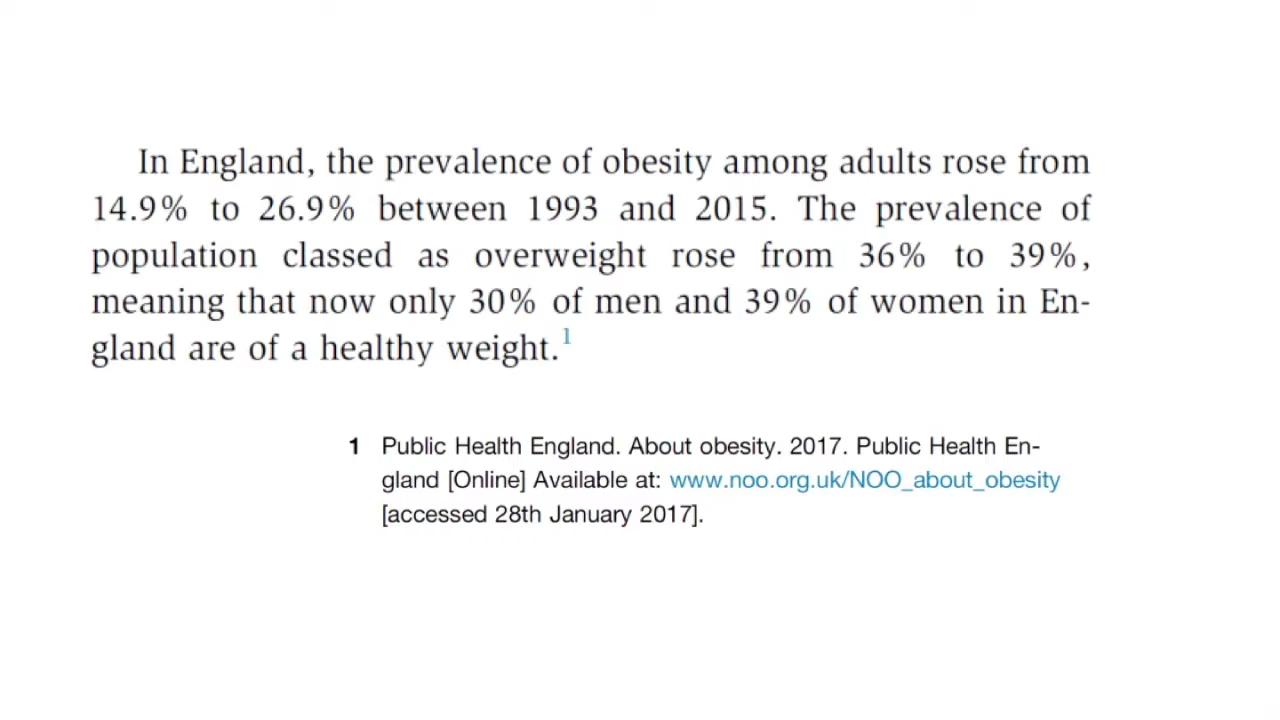 In England, the prevalence of obesity among adults rose from
14.9% to 26.9% between 1993 and 2015. The prevalence of
population classed as overweight rose from 36% to 39%,
meaning that now only 30% of men and 39% of women in En-
gland are of a healthy weight.1
1 Public Health England. About obesity. 2017. Public Health En-
gland [Online] Available at: www.noo.org.uk/NOO_about_obesity
[accessed 28th January 2017].